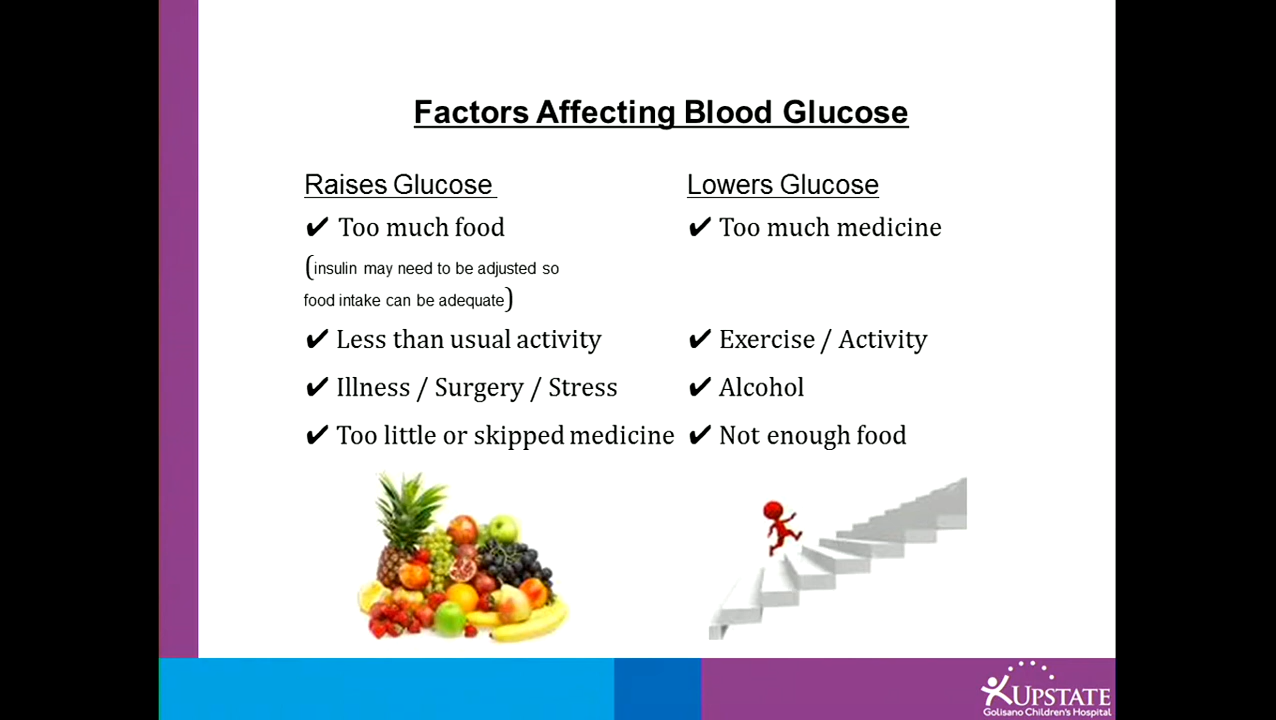 Factors Affecting Blood Glucose
Raises Glucose
✔ Too much food
(insulin may need to be adjusted so
food intake can be adequate)
✔ Less than usual activity
✔ Illness / Surgery / Stress
✔ Too little or skipped medicine
Lowers Glucose
✔ Too much medicine
✔ Exercise / Activity
✔ Alcohol
✔ Not enough food
UPSTATE
Golisano Children's Hospital